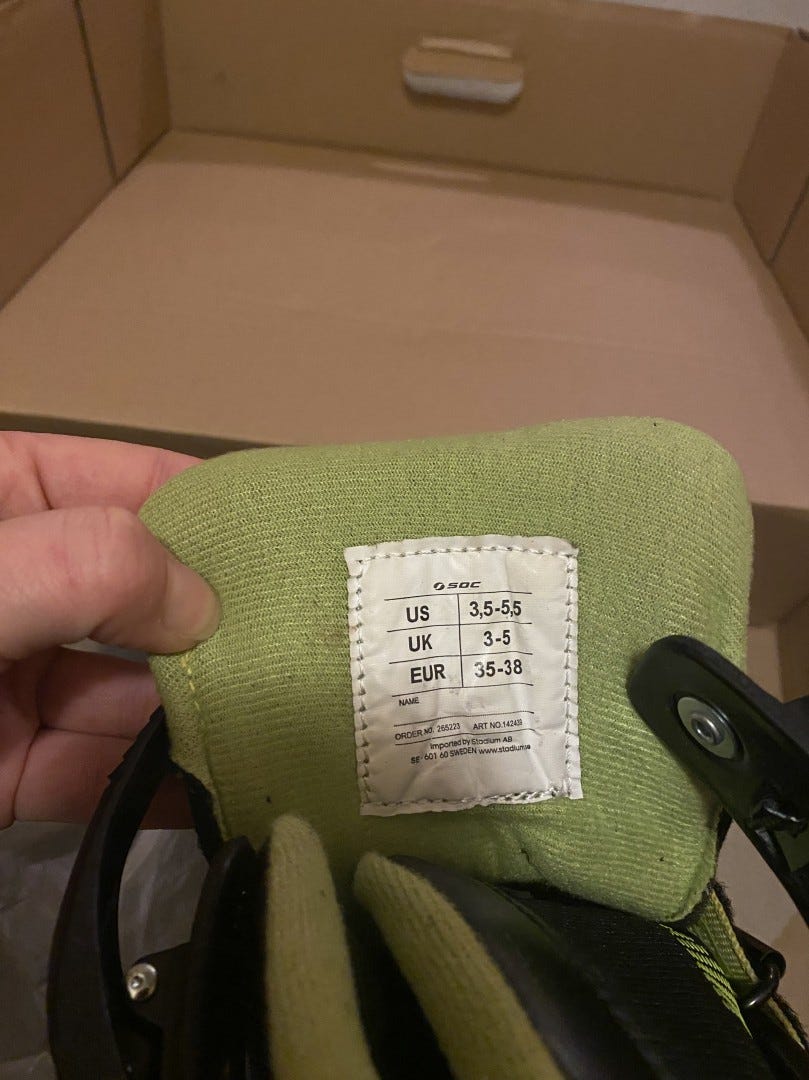 SOC
US 3,5-5,5
UK 3-5
EUR 35-38
NAME
ORDER NO. 265223 ART NO.142439
Imported by Stadium AB
SE-601 60 SWEDEN www.stadium.se